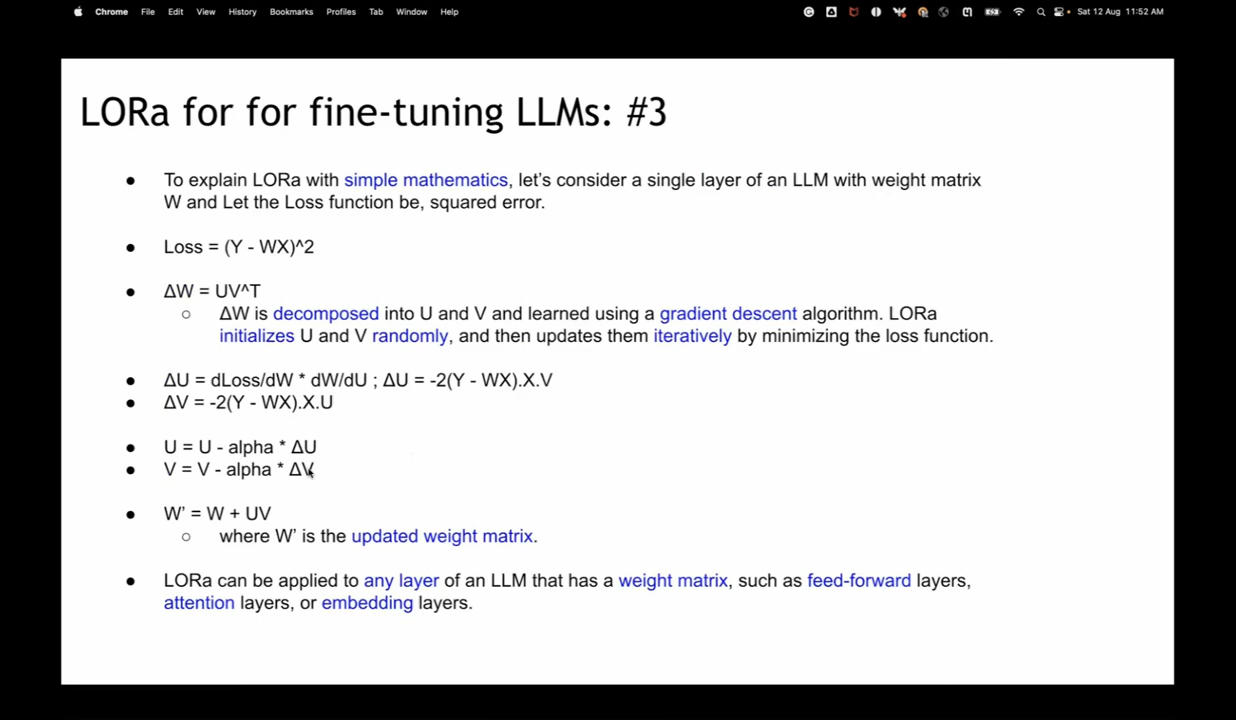 Chrome File Edit View History Bookmarks Profiles Tab Window Help Sat 12 Aug 11:52 AM
LORa for for fine-tuning LLMs: #3
● To explain LORa with simple mathematics, let’s consider a single layer of an LLM with weight matrix
W and Let the Loss function be, squared error.
● Loss = (Y - WX)^2
● ΔW = UV^T
○ ΔW is decomposed into U and V and learned using a gradient descent algorithm. LORa
initializes U and V randomly, and then updates them iteratively by minimizing the loss function.
● ΔU = dLoss/dW * dW/dU ; ΔU = -2(Y - WX).X.V
● ΔV = -2(Y - WX).X.U
● U = U - alpha * ΔU
● V = V - alpha * ΔV
● W’ = W + UV
○ where W’ is the updated weight matrix.
● LORa can be applied to any layer of an LLM that has a weight matrix, such as feed-forward layers,
attention layers, or embedding layers.